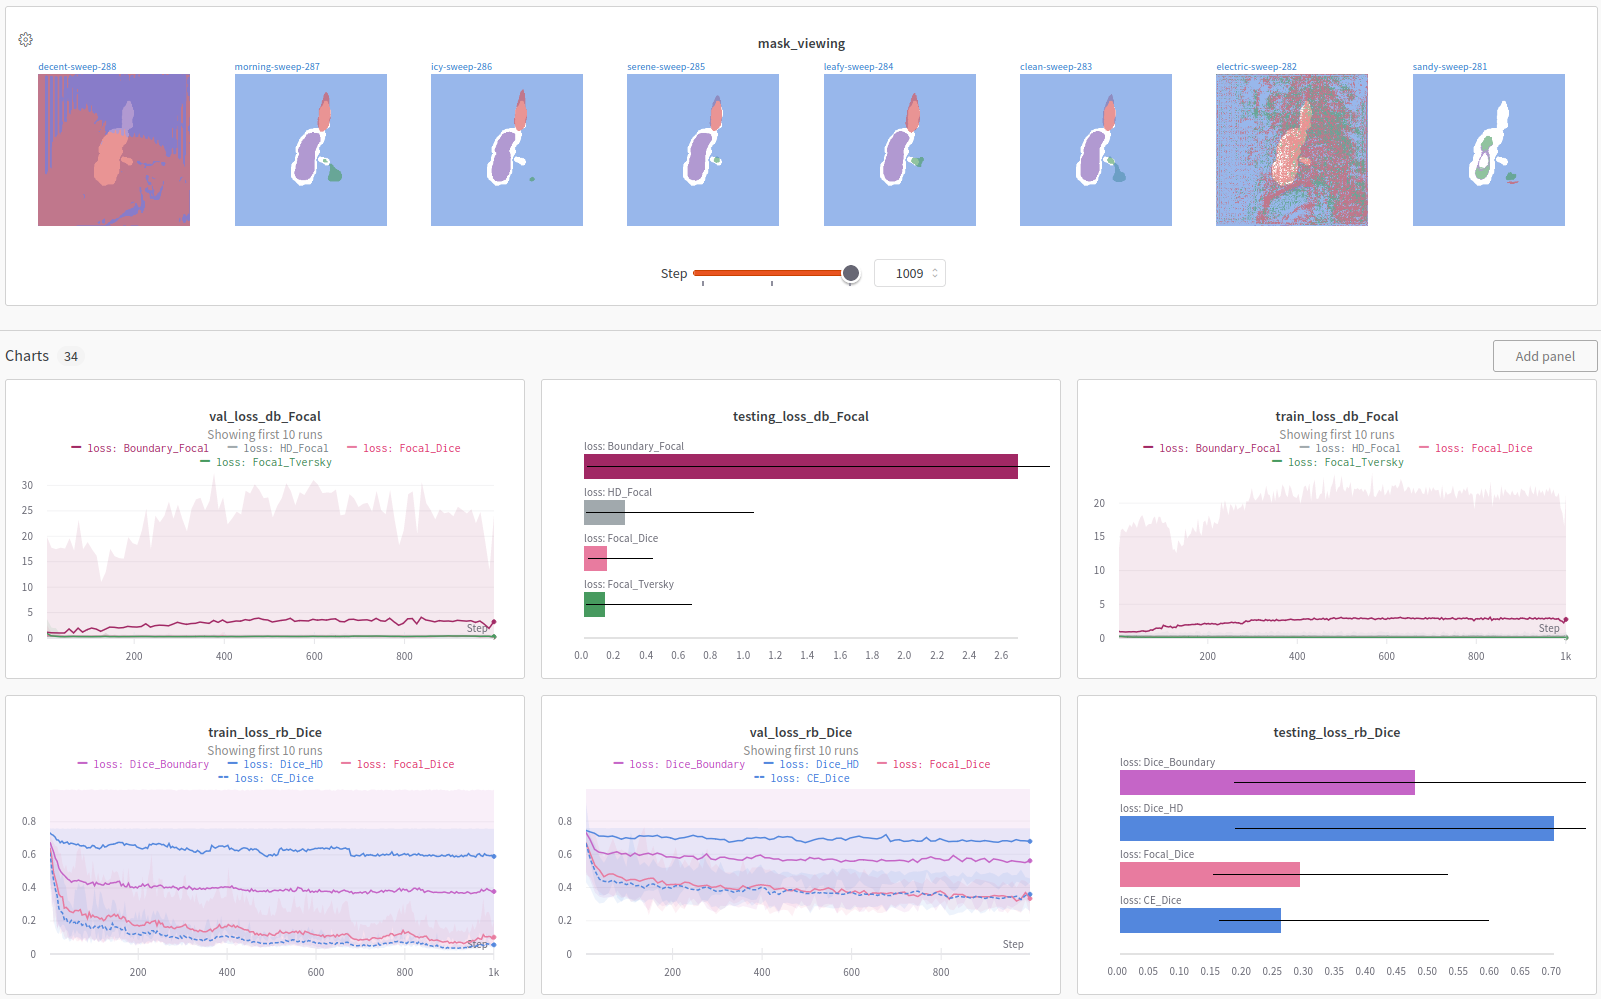 mask_viewing
decent-sweep-288 morning-sweep-287 icy-sweep-286 serene-sweep-285 leafy-sweep-284 clean-sweep-283 electric-sweep-282 sandy-sweep-281
Step 1009
Charts 34
Add panel
val_loss_db_Focal
Showing first 10 runs
loss: Boundary_Focal loss: HD_Focal loss: Focal_Dice
loss: Focal_Tversky
30
25
20
15
10
5
0
Step
200 400 600 800
testing_loss_db_Focal
loss: Boundary_Focal
loss: HD_Focal
loss: Focal_Dice
loss: Focal_Tversky
0.0 0.2 0.4 0.6 0.8 1.0 1.2 1.4 1.6 1.8 2.0 2.2 2.4 2.6
train_loss_db_Focal
Showing first 10 runs
loss: Boundary_Focal loss: HD_Focal loss: Focal_Dice
loss: Focal_Tversky
20
15
10
5
0
Step
200 400 600 800 1k
train_loss_rb_Dice
Showing first 10 runs
loss: Dice_Boundary loss: Dice_HD loss: Focal_Dice
loss: CE_Dice
0.8
0.6
0.4
0.2
0
Step
200 400 600 800 1k
val_loss_rb_Dice
Showing first 10 runs
loss: Dice_Boundary loss: Dice_HD loss: Focal_Dice
loss: CE_Dice
0.8
0.6
0.4
0.2
0
Step
200 400 600 800
testing_loss_rb_Dice
loss: Dice_Boundary
loss: Dice_HD
loss: Focal_Dice
loss: CE_Dice
0.00 0.05 0.10 0.15 0.20 0.25 0.30 0.35 0.40 0.45 0.50 0.55 0.60 0.65 0.70